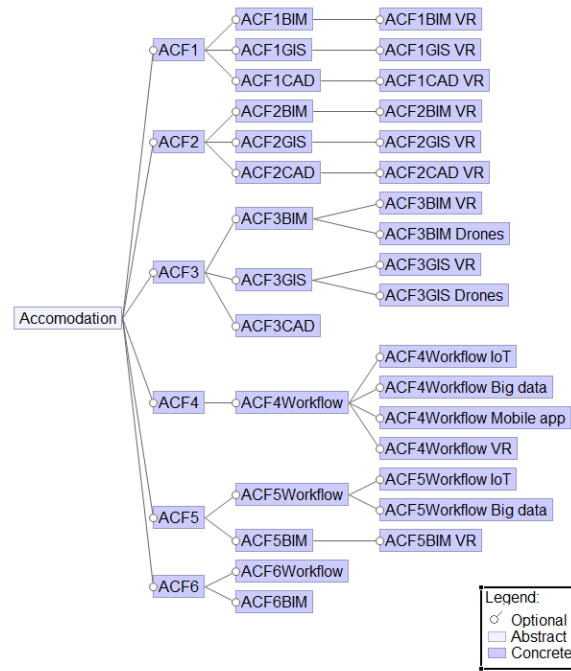 ACF1BIM
ACF1BIM VR
ACF1
ACF1GIS
ACF1GIS VR
ACF1CAD
ACF1CAD VR
ACF2BIM
ACF2BIM VR
ACF2
ACF2GIS
ACF2GIS VR
ACF2CAD
ACF2CAD VR
ACF3BIM
ACF3BIM VR
ACF3BIM Drones
ACF3
ACF3GIS
ACF3GIS VR
ACF3GIS Drones
Accomodation
ACF3CAD
ACF4Workflow IoT
ACF4Workflow Big data
ACF4
ACF4Workflow
ACF4Workflow Mobile app
ACF4Workflow VR
ACF5Workflow IoT
ACF5Workflow
ACF5Workflow Big data
ACF5
ACF5BIM
ACF5BIM VR
ACF6Workflow
ACF6
ACF6BIM
Legend:
Optional
Abstract
Concrete